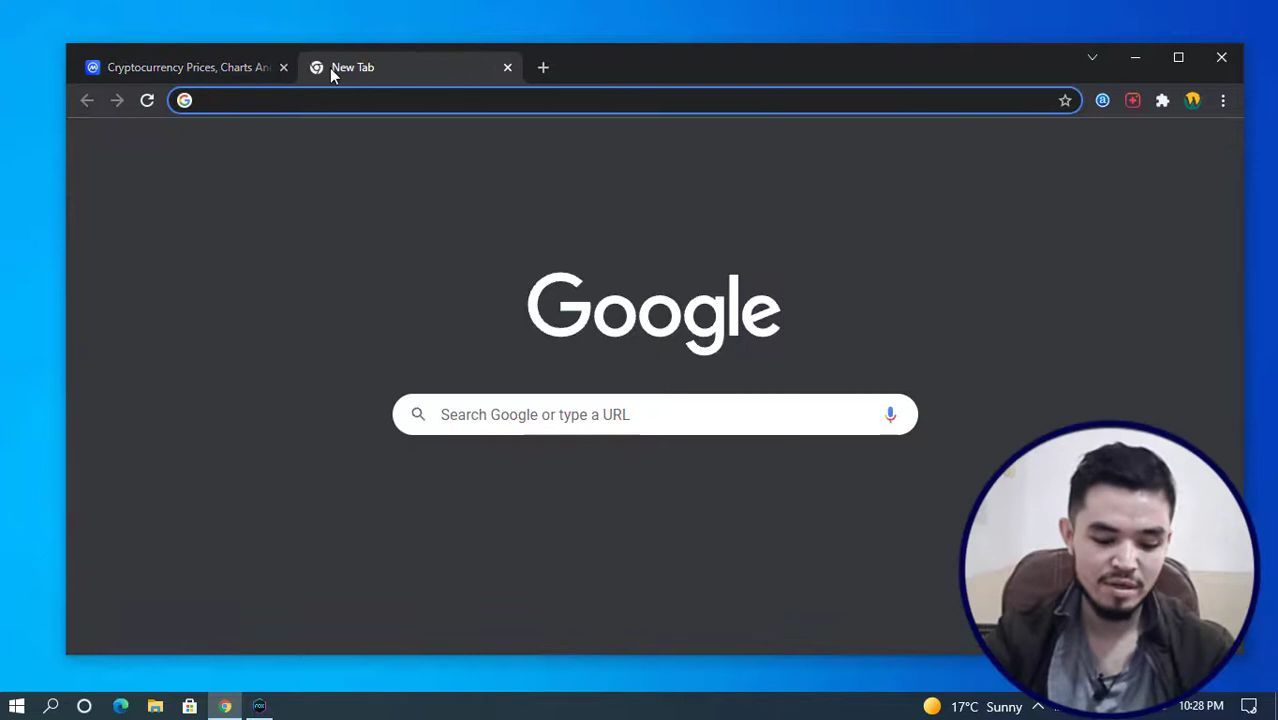 Cryptocurrency Prices, Charts An
New Tab
Google
Search Google or type a URL
17°C Sunny
10:28 PM